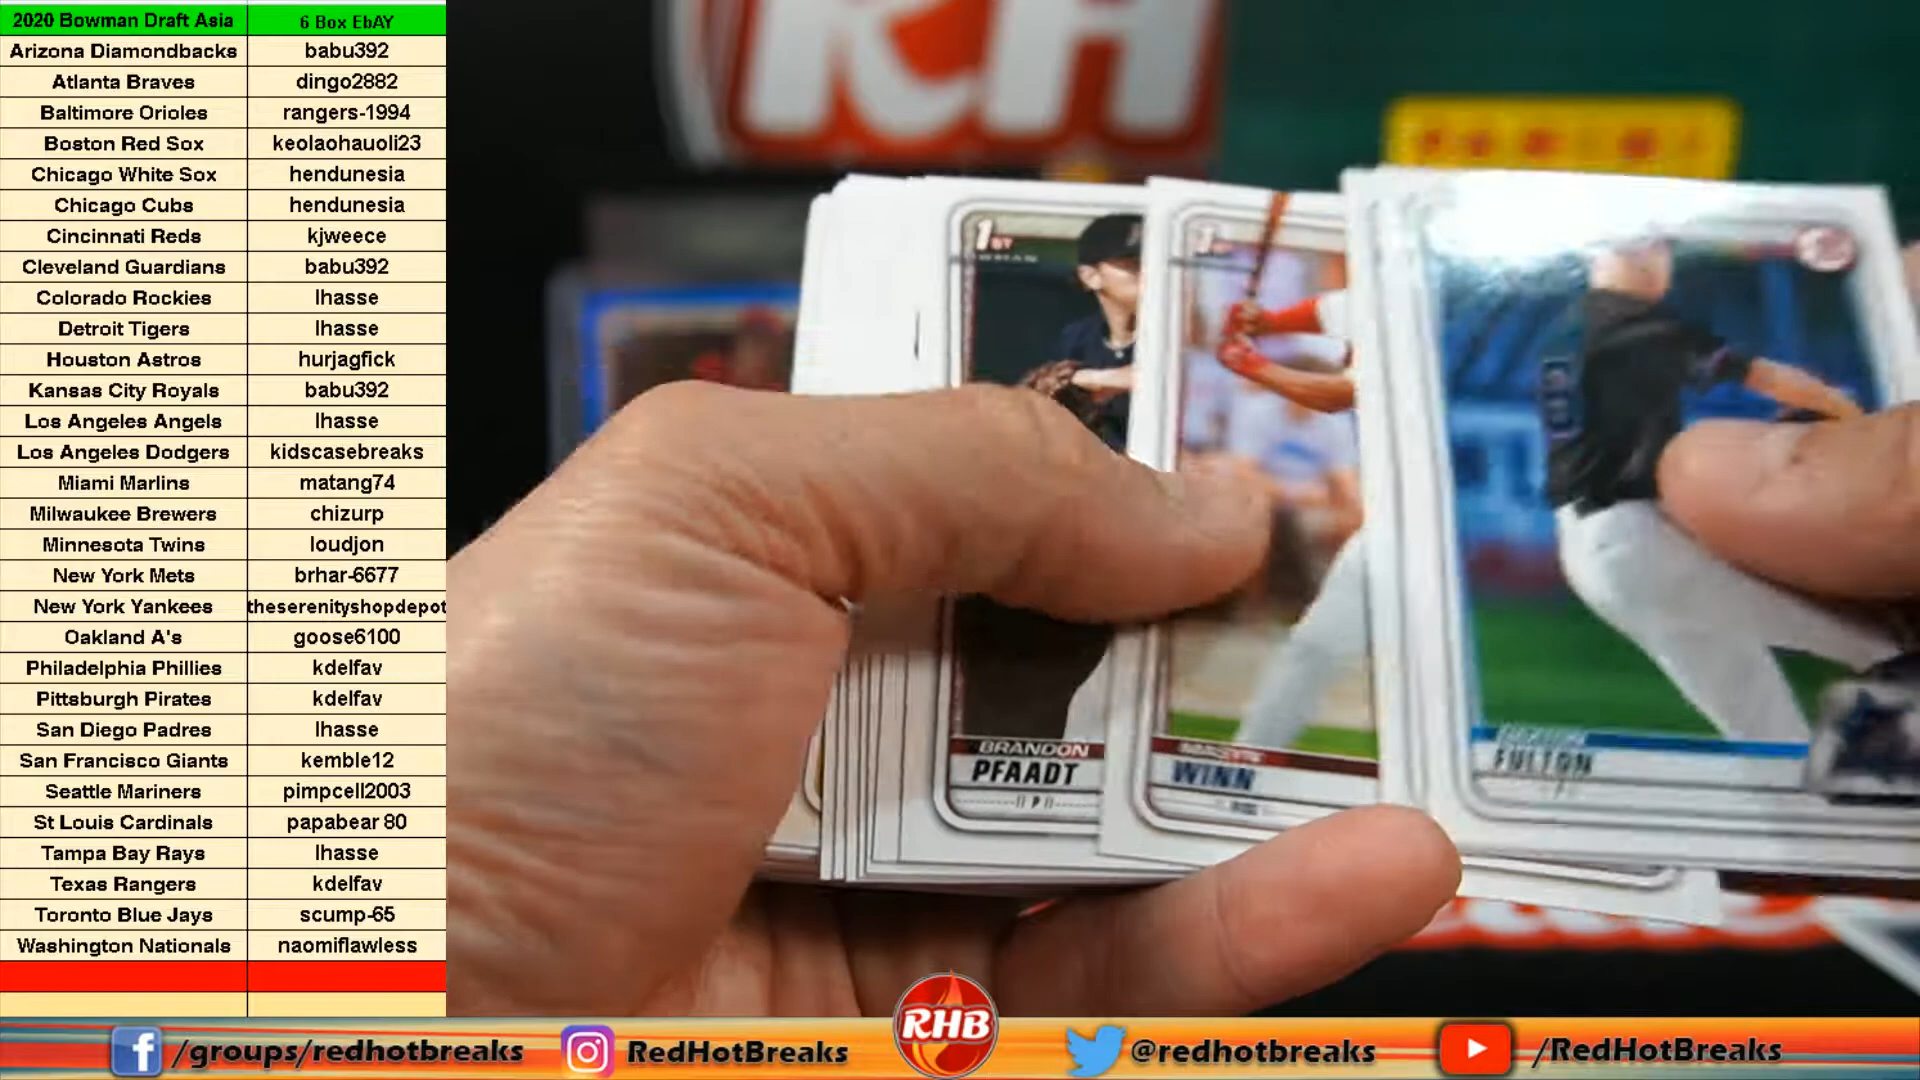 2020 Bowman Draft Asia 6 Box EbAY
Arizona Diamondbacks babu392
Atlanta Braves dingo2882
Baltimore Orioles rangers-1994
Boston Red Sox keolaohauoli23
Chicago White Sox hendunesia
Chicago Cubs hendunesia
Cincinnati Reds kjweece
Cleveland Guardians babu392
Colorado Rockies lhasse
Detroit Tigers lhasse
Houston Astros hurjagfick
Kansas City Royals babu392
Los Angeles Angels lhasse
Los Angeles Dodgers kidscasebreaks
Miami Marlins matang74
Milwaukee Brewers chizurp
Minnesota Twins loudjon
New York Mets brhar-6677
New York Yankees theserenityshopdepot
Oakland A's goose6100
Philadelphia Phillies kdelfav
Pittsburgh Pirates kdelfav
San Diego Padres lhasse
San Francisco Giants kemble12
Seattle Mariners pimpcell2003
St Louis Cardinals papabear 80
Tampa Bay Rays lhasse
Texas Rangers kdelfav
Toronto Blue Jays scump-65
Washington Nationals naomiflawless
RH
1ST
BRANDON
PFAADT
P
WINN
FULTON
/groups/redhotbreaks
RedHotBreaks
RHB
@redhotbreaks
/RedHotBreaks